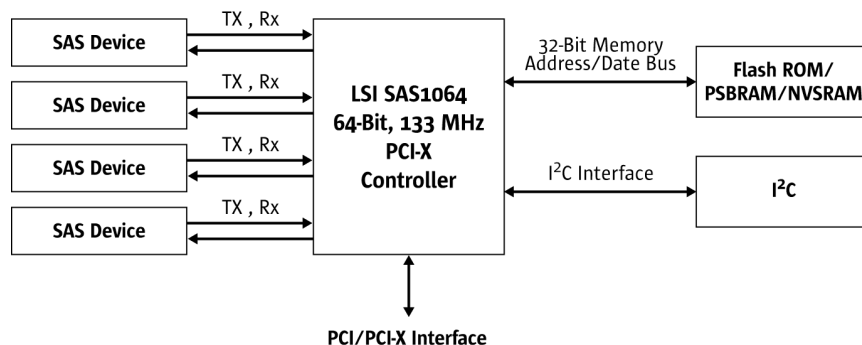 SAS Device
TX , Rx
SAS Device
TX , Rx
SAS Device
TX , Rx
SAS Device
TX , Rx
LSI SAS1064
64-Bit, 133 MHz
PCI-X
Controller
32-Bit Memory
Address/Date Bus
Flash ROM/
PSBRAM/NVSRAM
I²C Interface
I²C
PCI/PCI-X Interface